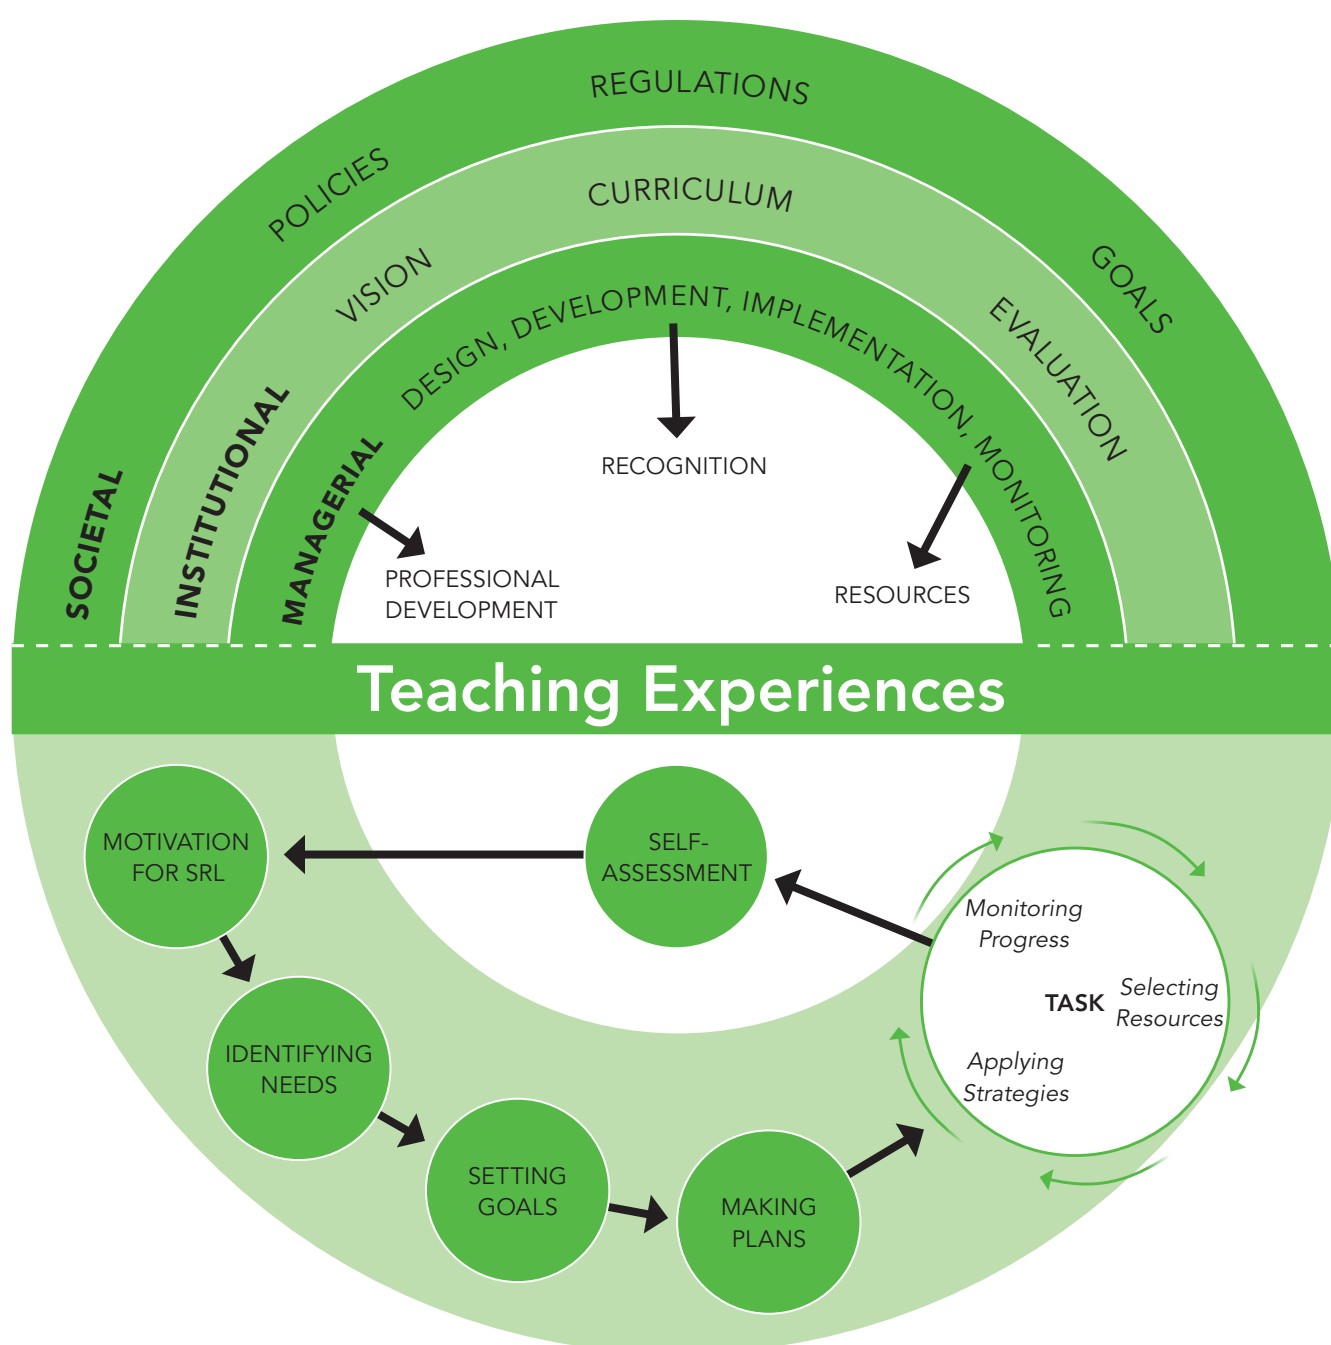 REGULATIONS
POLICIES
GOALS
SOCIETAL
CURRICULUM
VISION
EVALUATION
INSTITUTIONAL
DESIGN, DEVELOPMENT, IMPLEMENTATION, MONITORING
MANAGERIAL
RECOGNITION
PROFESSIONAL
DEVELOPMENT
RESOURCES
Teaching Experiences
MOTIVATION
FOR SRL
SELF-
ASSESSMENT
IDENTIFYING
NEEDS
SETTING
GOALS
MAKING
PLANS
Monitoring
Progress
TASK
Selecting
Resources
Applying
Strategies